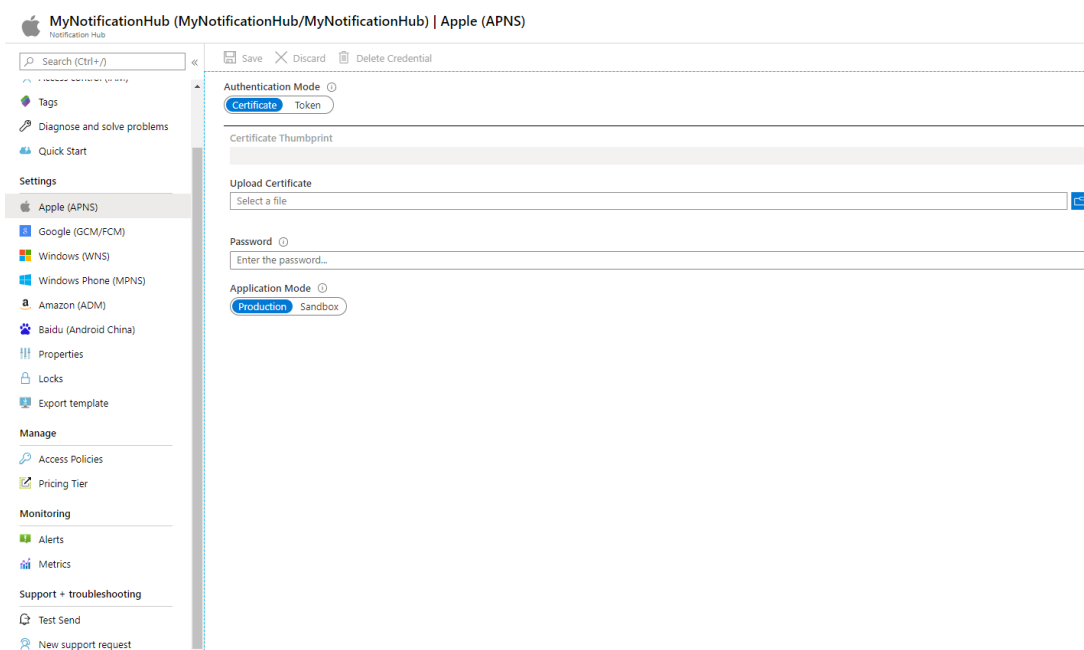 MyNotificationHub (MyNotificationHub/MyNotificationHub) | Apple (APNS)
Notification Hub
Search (Ctrl+/)
«
Save
Discard
Delete Credential
Access control (IAM)
Tags
Diagnose and solve problems
Quick Start
Settings
Apple (APNS)
Google (GCM/FCM)
Windows (WNS)
Windows Phone (MPNS)
Amazon (ADM)
Baidu (Android China)
Properties
Locks
Export template
Manage
Access Policies
Pricing Tier
Monitoring
Alerts
Metrics
Support + troubleshooting
Test Send
New support request
Authentication Mode
Certificate Token
Certificate Thumbprint
Upload Certificate
Select a file
Password
Enter the password...
Application Mode
Production Sandbox